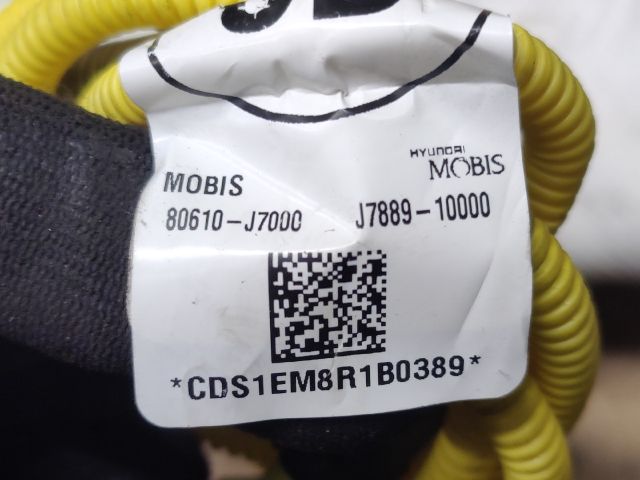 HYUNDAI
MOBIS MOBIS
80610-J7000 J7889-10000
*CDS1EM8R1B0389*